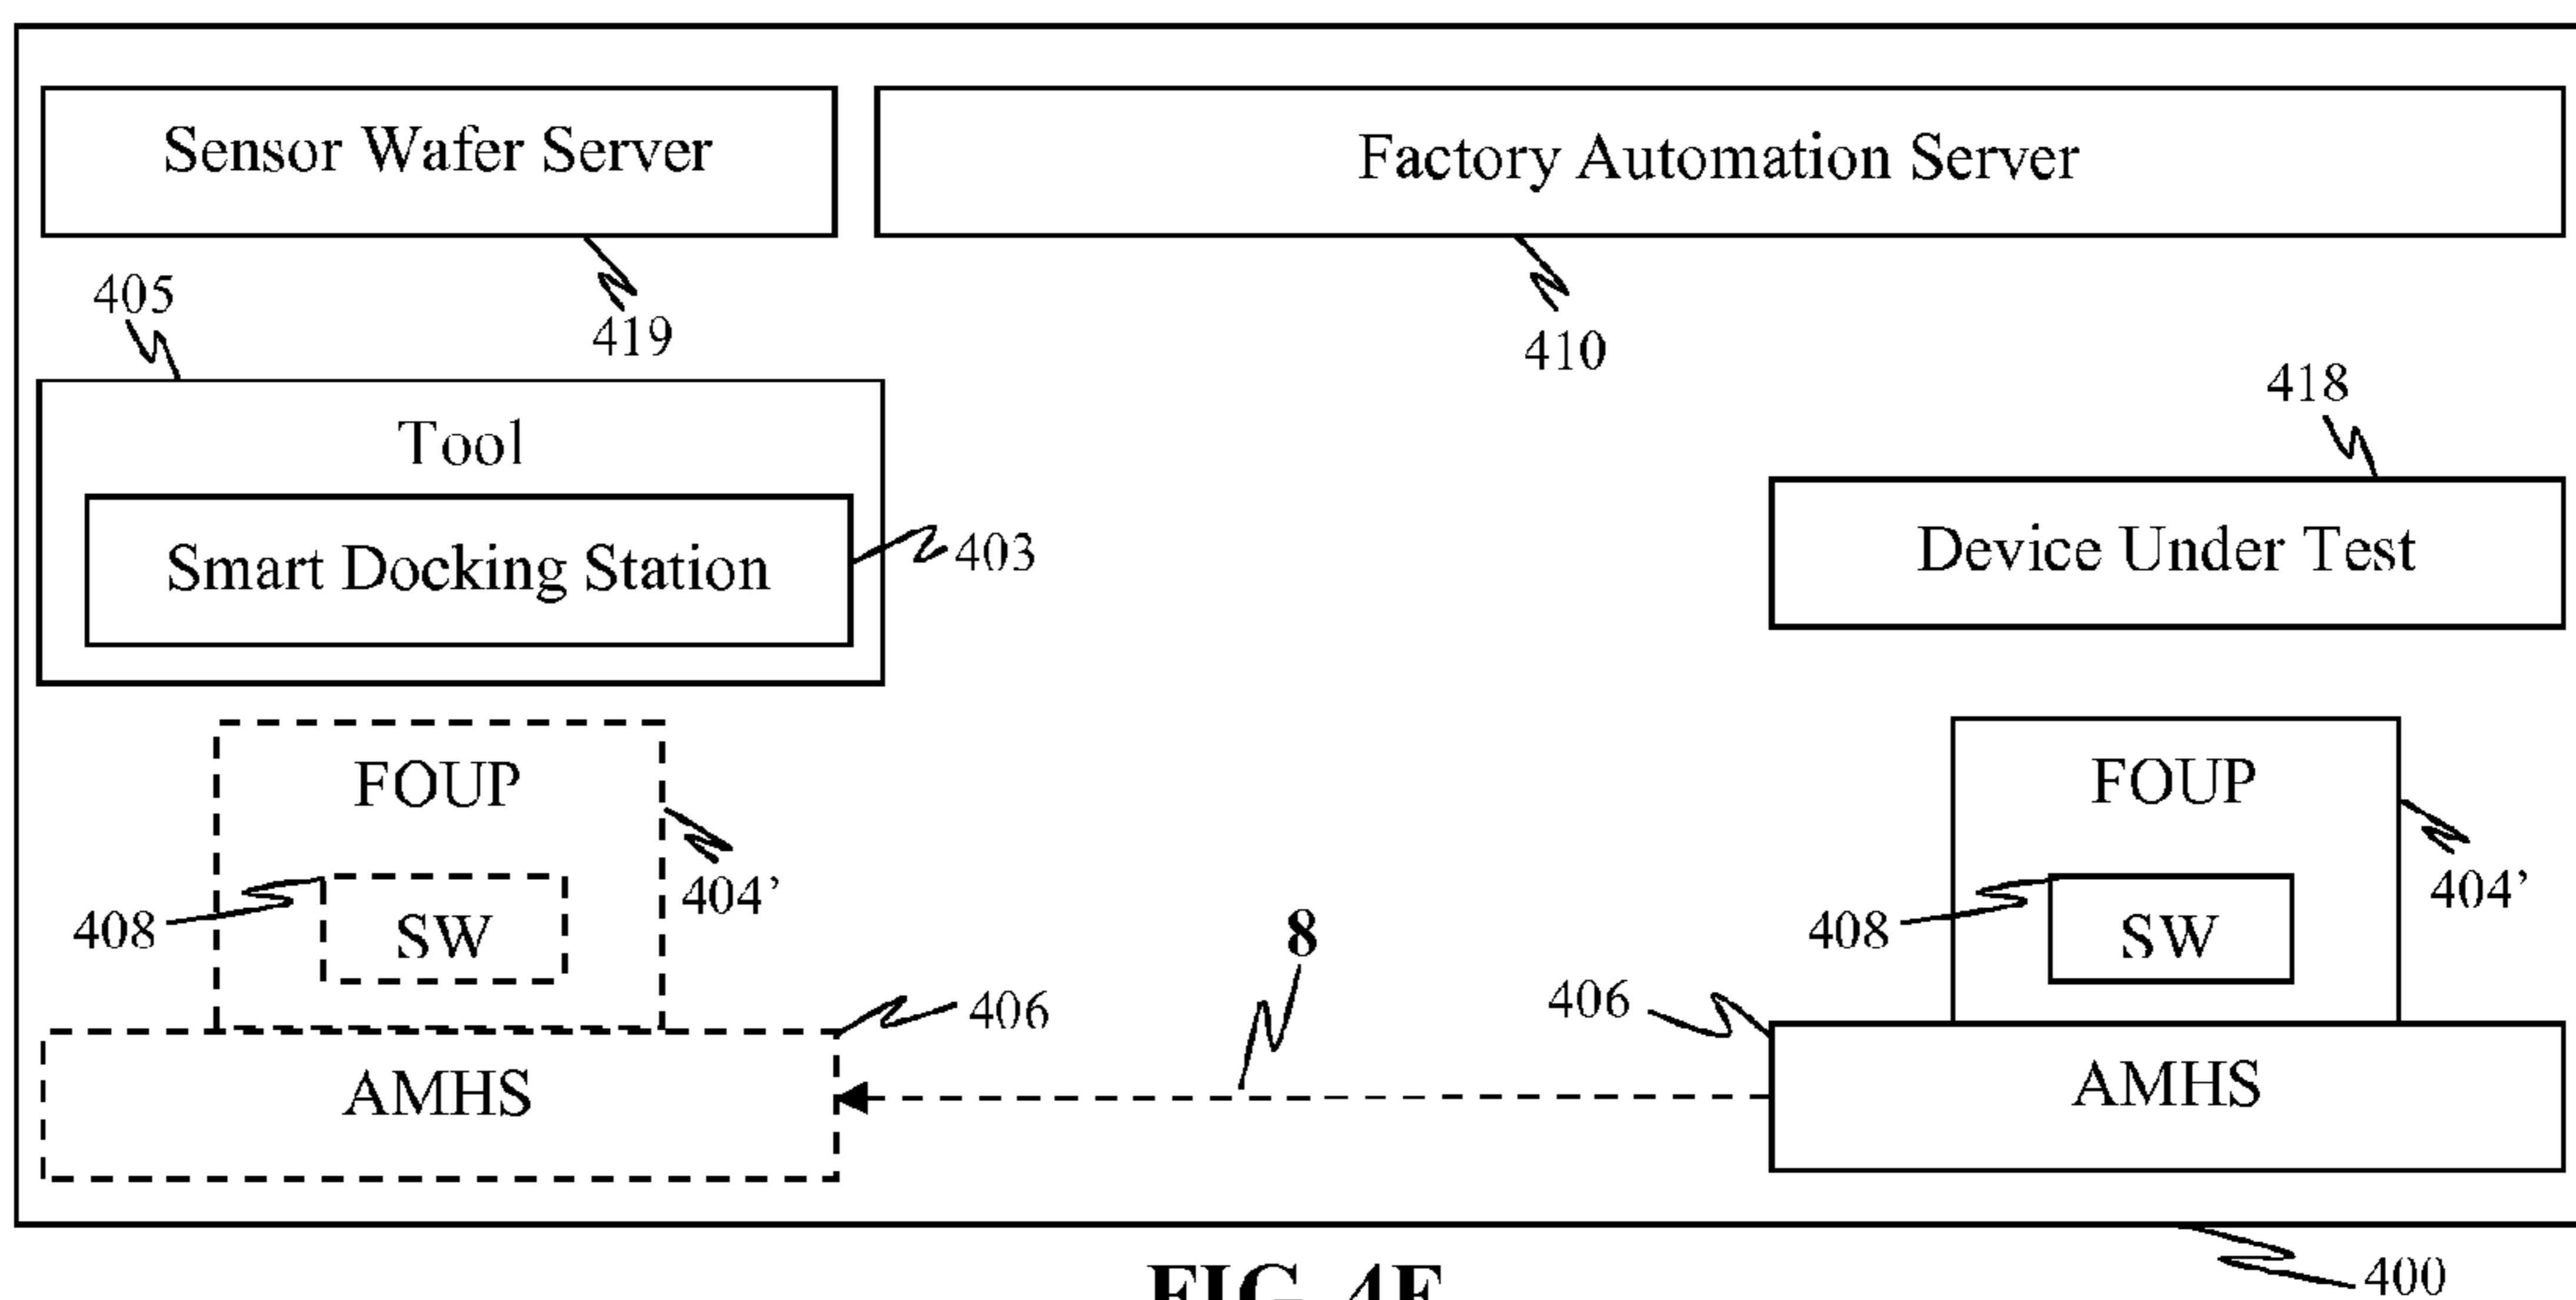 Sensor Wafer Server
Factory Automation Server
405
419
410
418
Tool
Smart Docking Station
403
Device Under Test
FOUP
FOUP
404’
404’
408
SW
8
408
SW
406
406
AMHS
AMHS
400